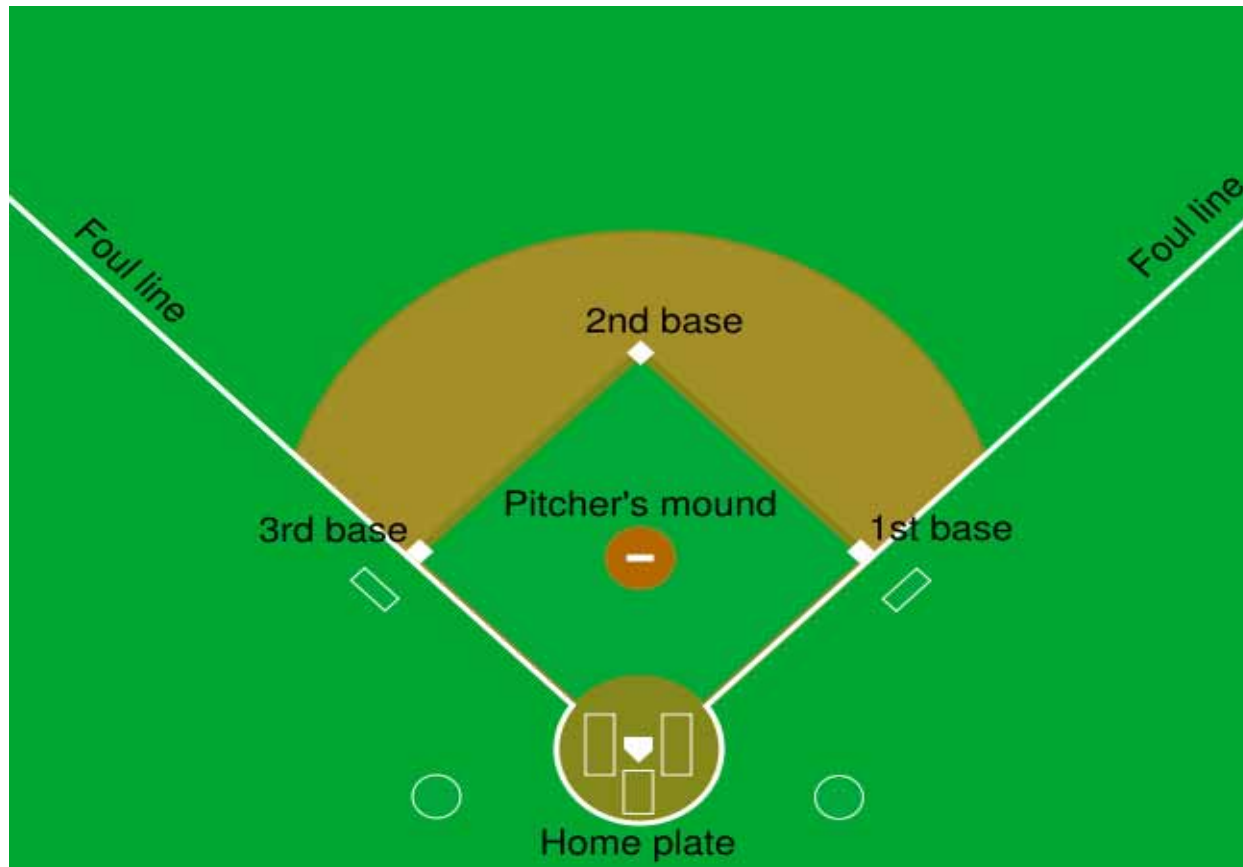 Foul line
Foul line
2nd base
Pitcher's mound
3rd base
1st base
Home plate